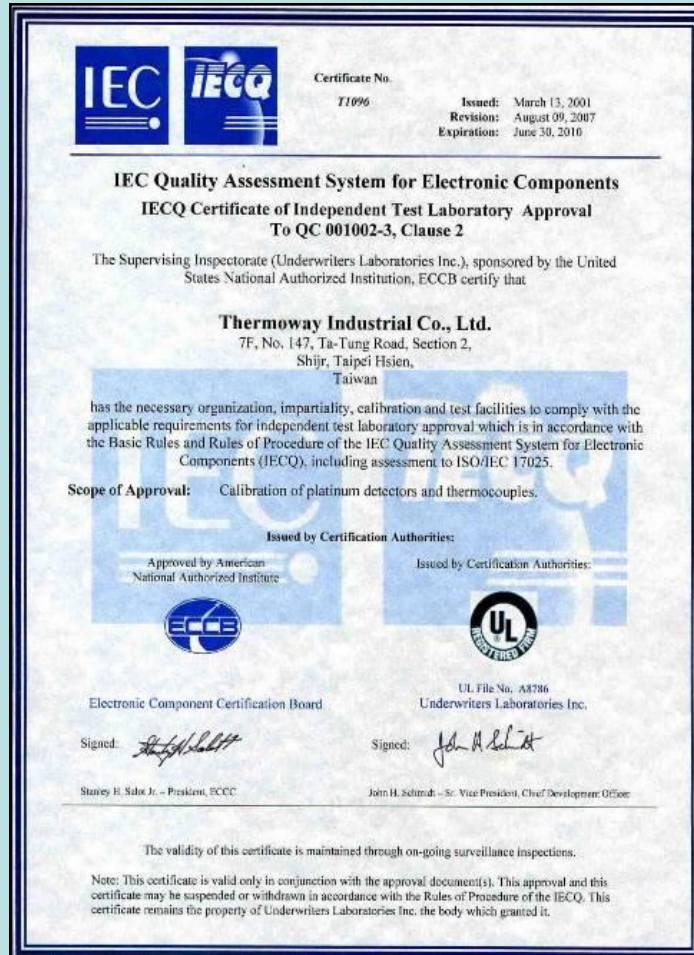 IEC
IECQ
Certificate No.
T1096
Issued: March 13, 2001
Revision: August 09, 2007
Expiration: June 30, 2010
IEC Quality Assessment System for Electronic Components
IECQ Certificate of Independent Test Laboratory Approval
To QC 001002-3, Clause 2
The Supervising Inspectorate (Underwriters Laboratories Inc.), sponsored by the United
States National Authorized Institution, ECCB certify that
Thermoway Industrial Co., Ltd.
7F, No. 147, Ta-Tung Road, Section 2,
Shijr, Taipei Hsien,
Taiwan
has the necessary organization, impartiality, calibration and test facilities to comply with the
applicable requirements for independent test laboratory approval which is in accordance with
the Basic Rules and Rules of Procedure of the IEC Quality Assessment System for Electronic
Components (IECQ), including assessment to ISO/IEC 17025.
Scope of Approval: Calibration of platinum detectors and thermocouples.
Issued by Certification Authorities:
Approved by American
National Authorized Institute
ECCB
Electronic Component Certification Board
Signed:
Stanley H. Salot Jr. – President, ECCC
Issued by Certification Authorities:
UL
REGISTERED FIRM
UL File No. A8786
Underwriters Laboratories Inc.
Signed:
John H. Schmidt – Sr. Vice President, Chief Development Officer
The validity of this certificate is maintained through on-going surveillance inspections.
Note: This certificate is valid only in conjunction with the approval document(s). This approval and this
certificate may be suspended or withdrawn in accordance with the Rules of Procedure of the IECQ. This
certificate remains the property of Underwriters Laboratories Inc. the body which granted it.